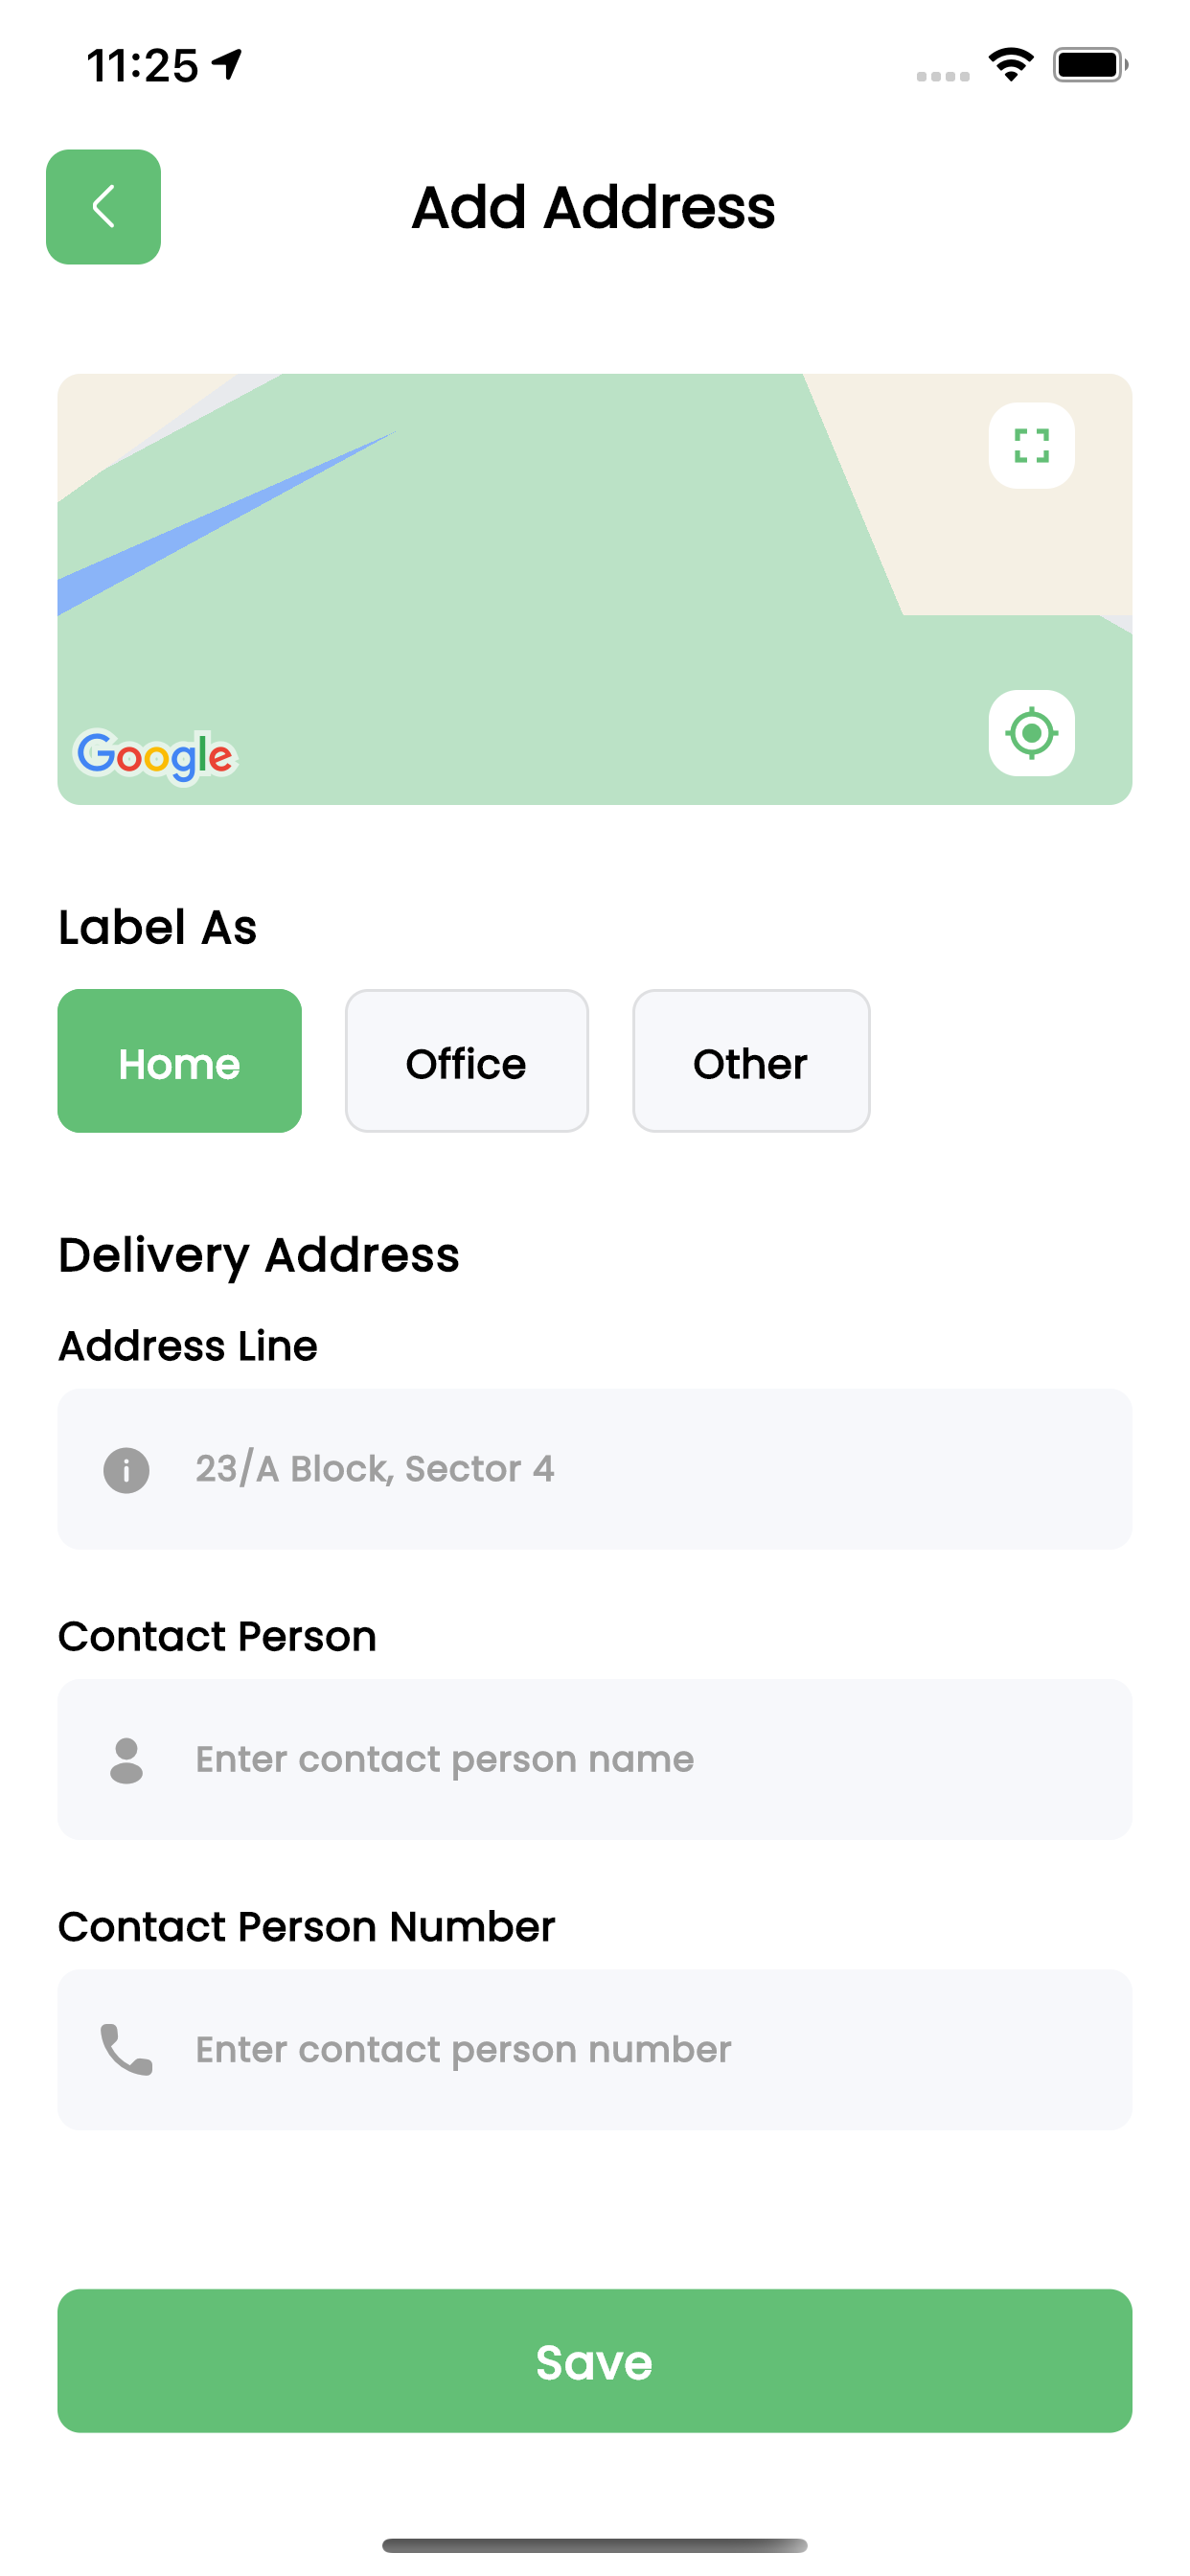 11:25
Add Address
Google
Label As
Home Office Other
Delivery Address
Address Line
23/A Block, Sector 4
Contact Person
Enter contact person name
Contact Person Number
Enter contact person number
Save